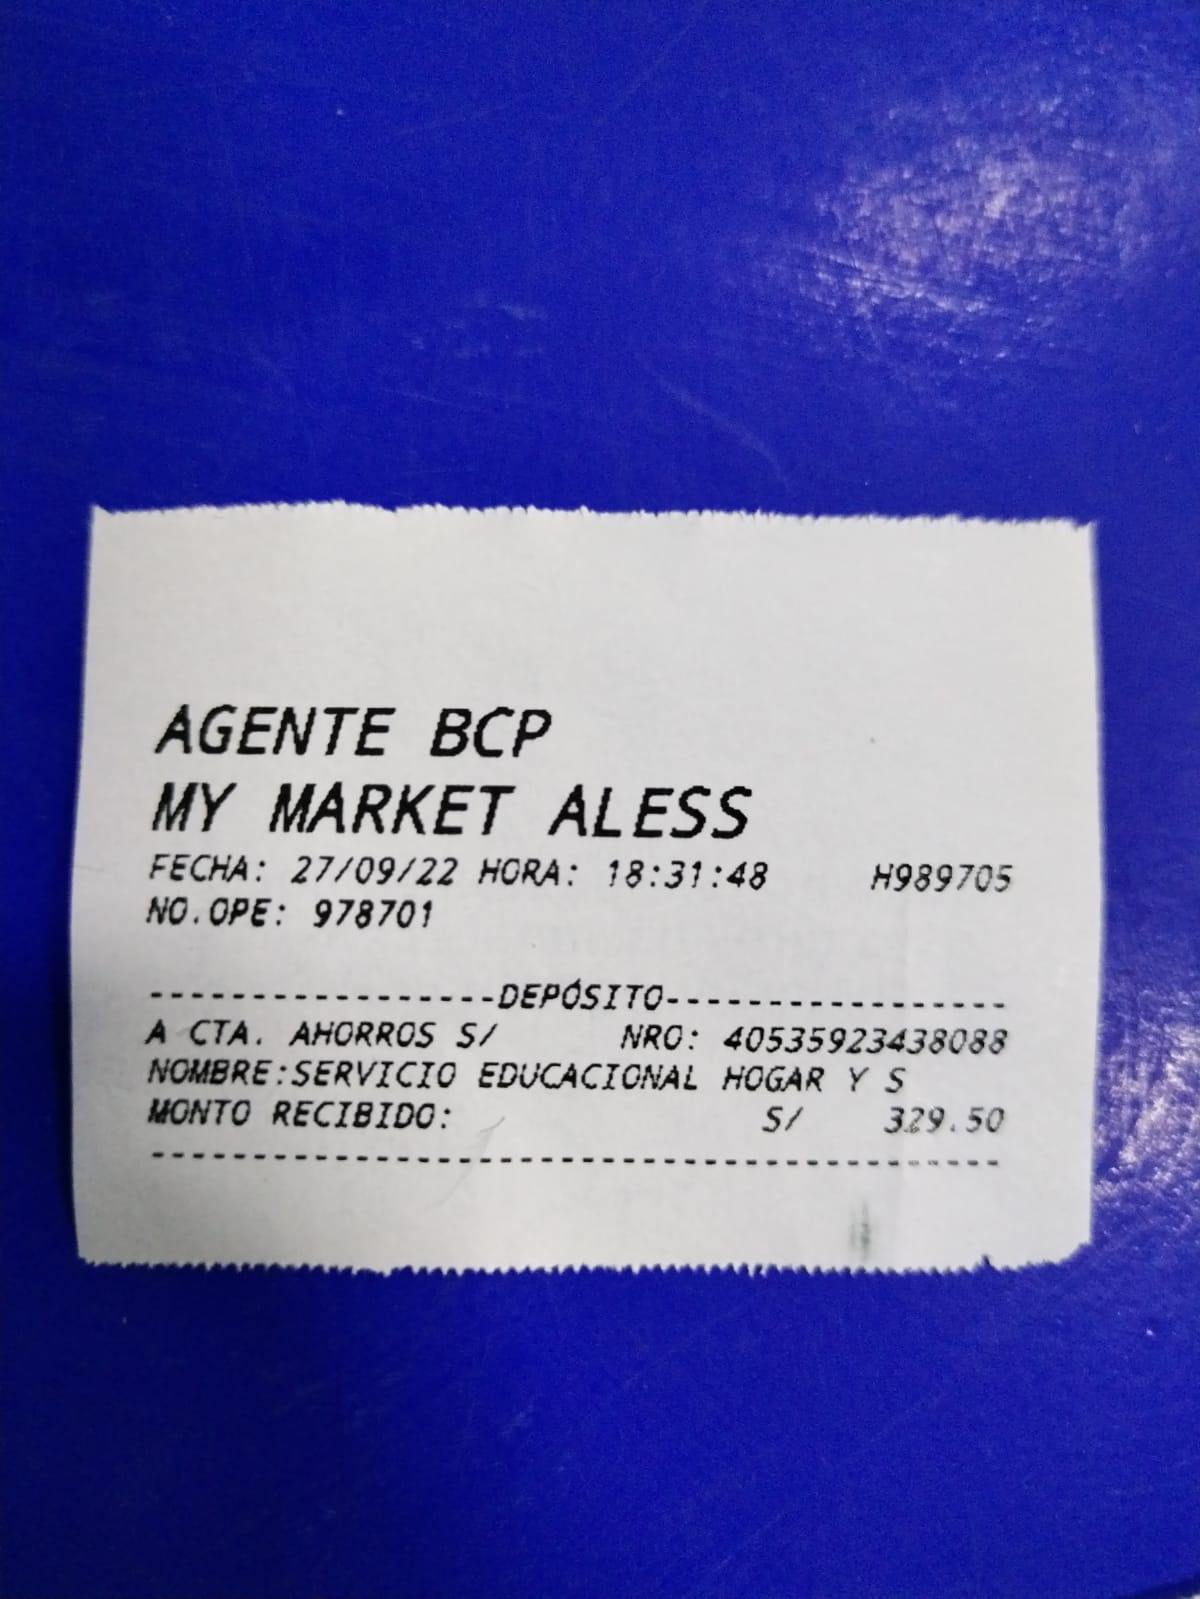 AGENTE BCP
MY MARKET ALESS
FECHA: 27/09/22 HORA: 18:31:48 H989705
NO.OPE: 978701
-----------------DEPÓSITO-----------------
A CTA. AHORROS S/ NRO: 40535923438088
NOMBRE:SERVICIO EDUCACIONAL HOGAR Y S
MONTO RECIBIDO: S/ 329.50
------------------------------------------